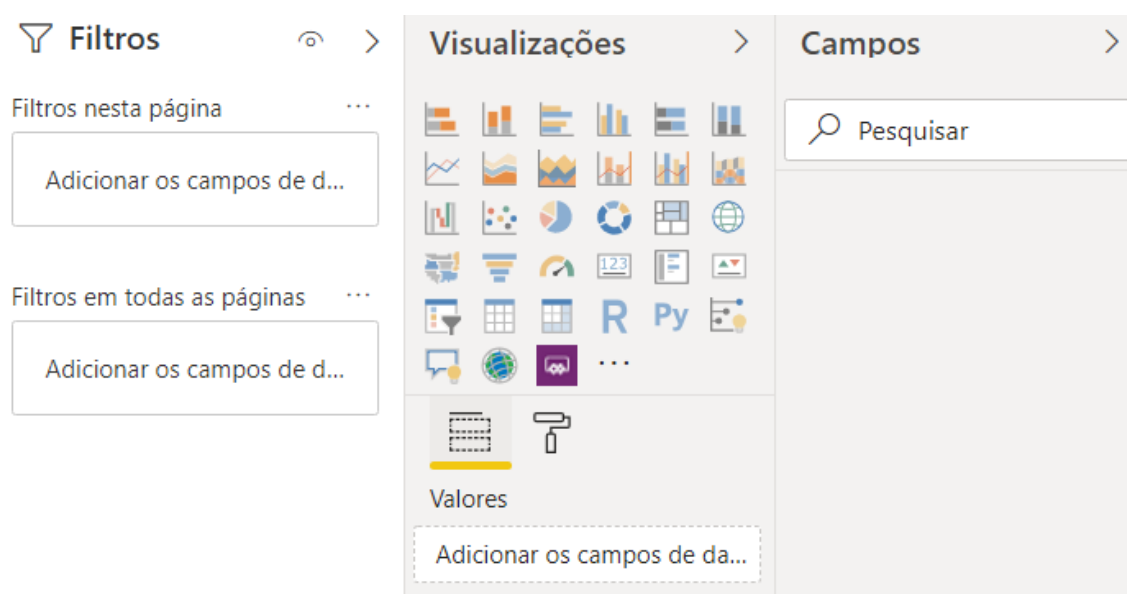 Filtros
Filtros nesta página
...
Adicionar os campos de d...
Filtros em todas as páginas
...
Adicionar os campos de d...
Visualizações
123
R
Py
...
Valores
Adicionar os campos de da...
Campos
Pesquisar